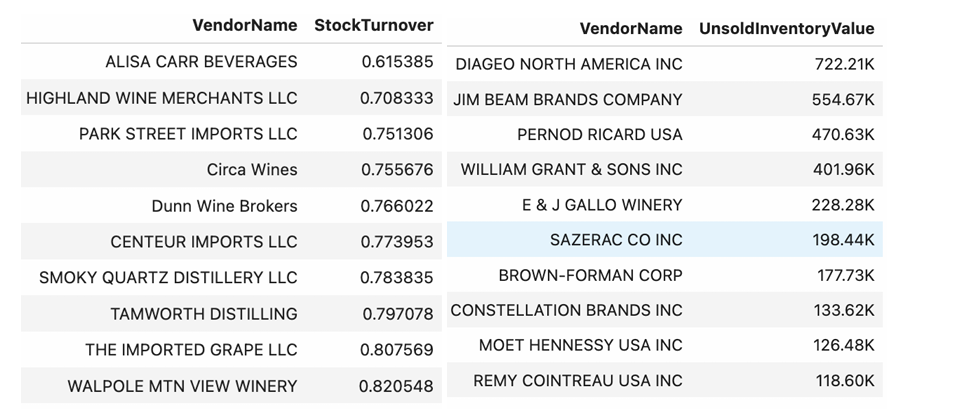 VendorName StockTurnover
ALISA CARR BEVERAGES 0.615385
HIGHLAND WINE MERCHANTS LLC 0.708333
PARK STREET IMPORTS LLC 0.751306
Circa Wines 0.755676
Dunn Wine Brokers 0.766022
CENTEUR IMPORTS LLC 0.773953
SMOKY QUARTZ DISTILLERY LLC 0.783835
TAMWORTH DISTILLING 0.797078
THE IMPORTED GRAPE LLC 0.807569
WALPOLE MTN VIEW WINERY 0.820548
VendorName UnsoldInventoryValue
DIAGEO NORTH AMERICA INC 722.21K
JIM BEAM BRANDS COMPANY 554.67K
PERNOD RICARD USA 470.63K
WILLIAM GRANT & SONS INC 401.96K
E & J GALLO WINERY 228.28K
SAZERAC CO INC 198.44K
BROWN-FORMAN CORP 177.73K
CONSTELLATION BRANDS INC 133.62K
MOET HENNESSY USA INC 126.48K
REMY COINTREAU USA INC 118.60K